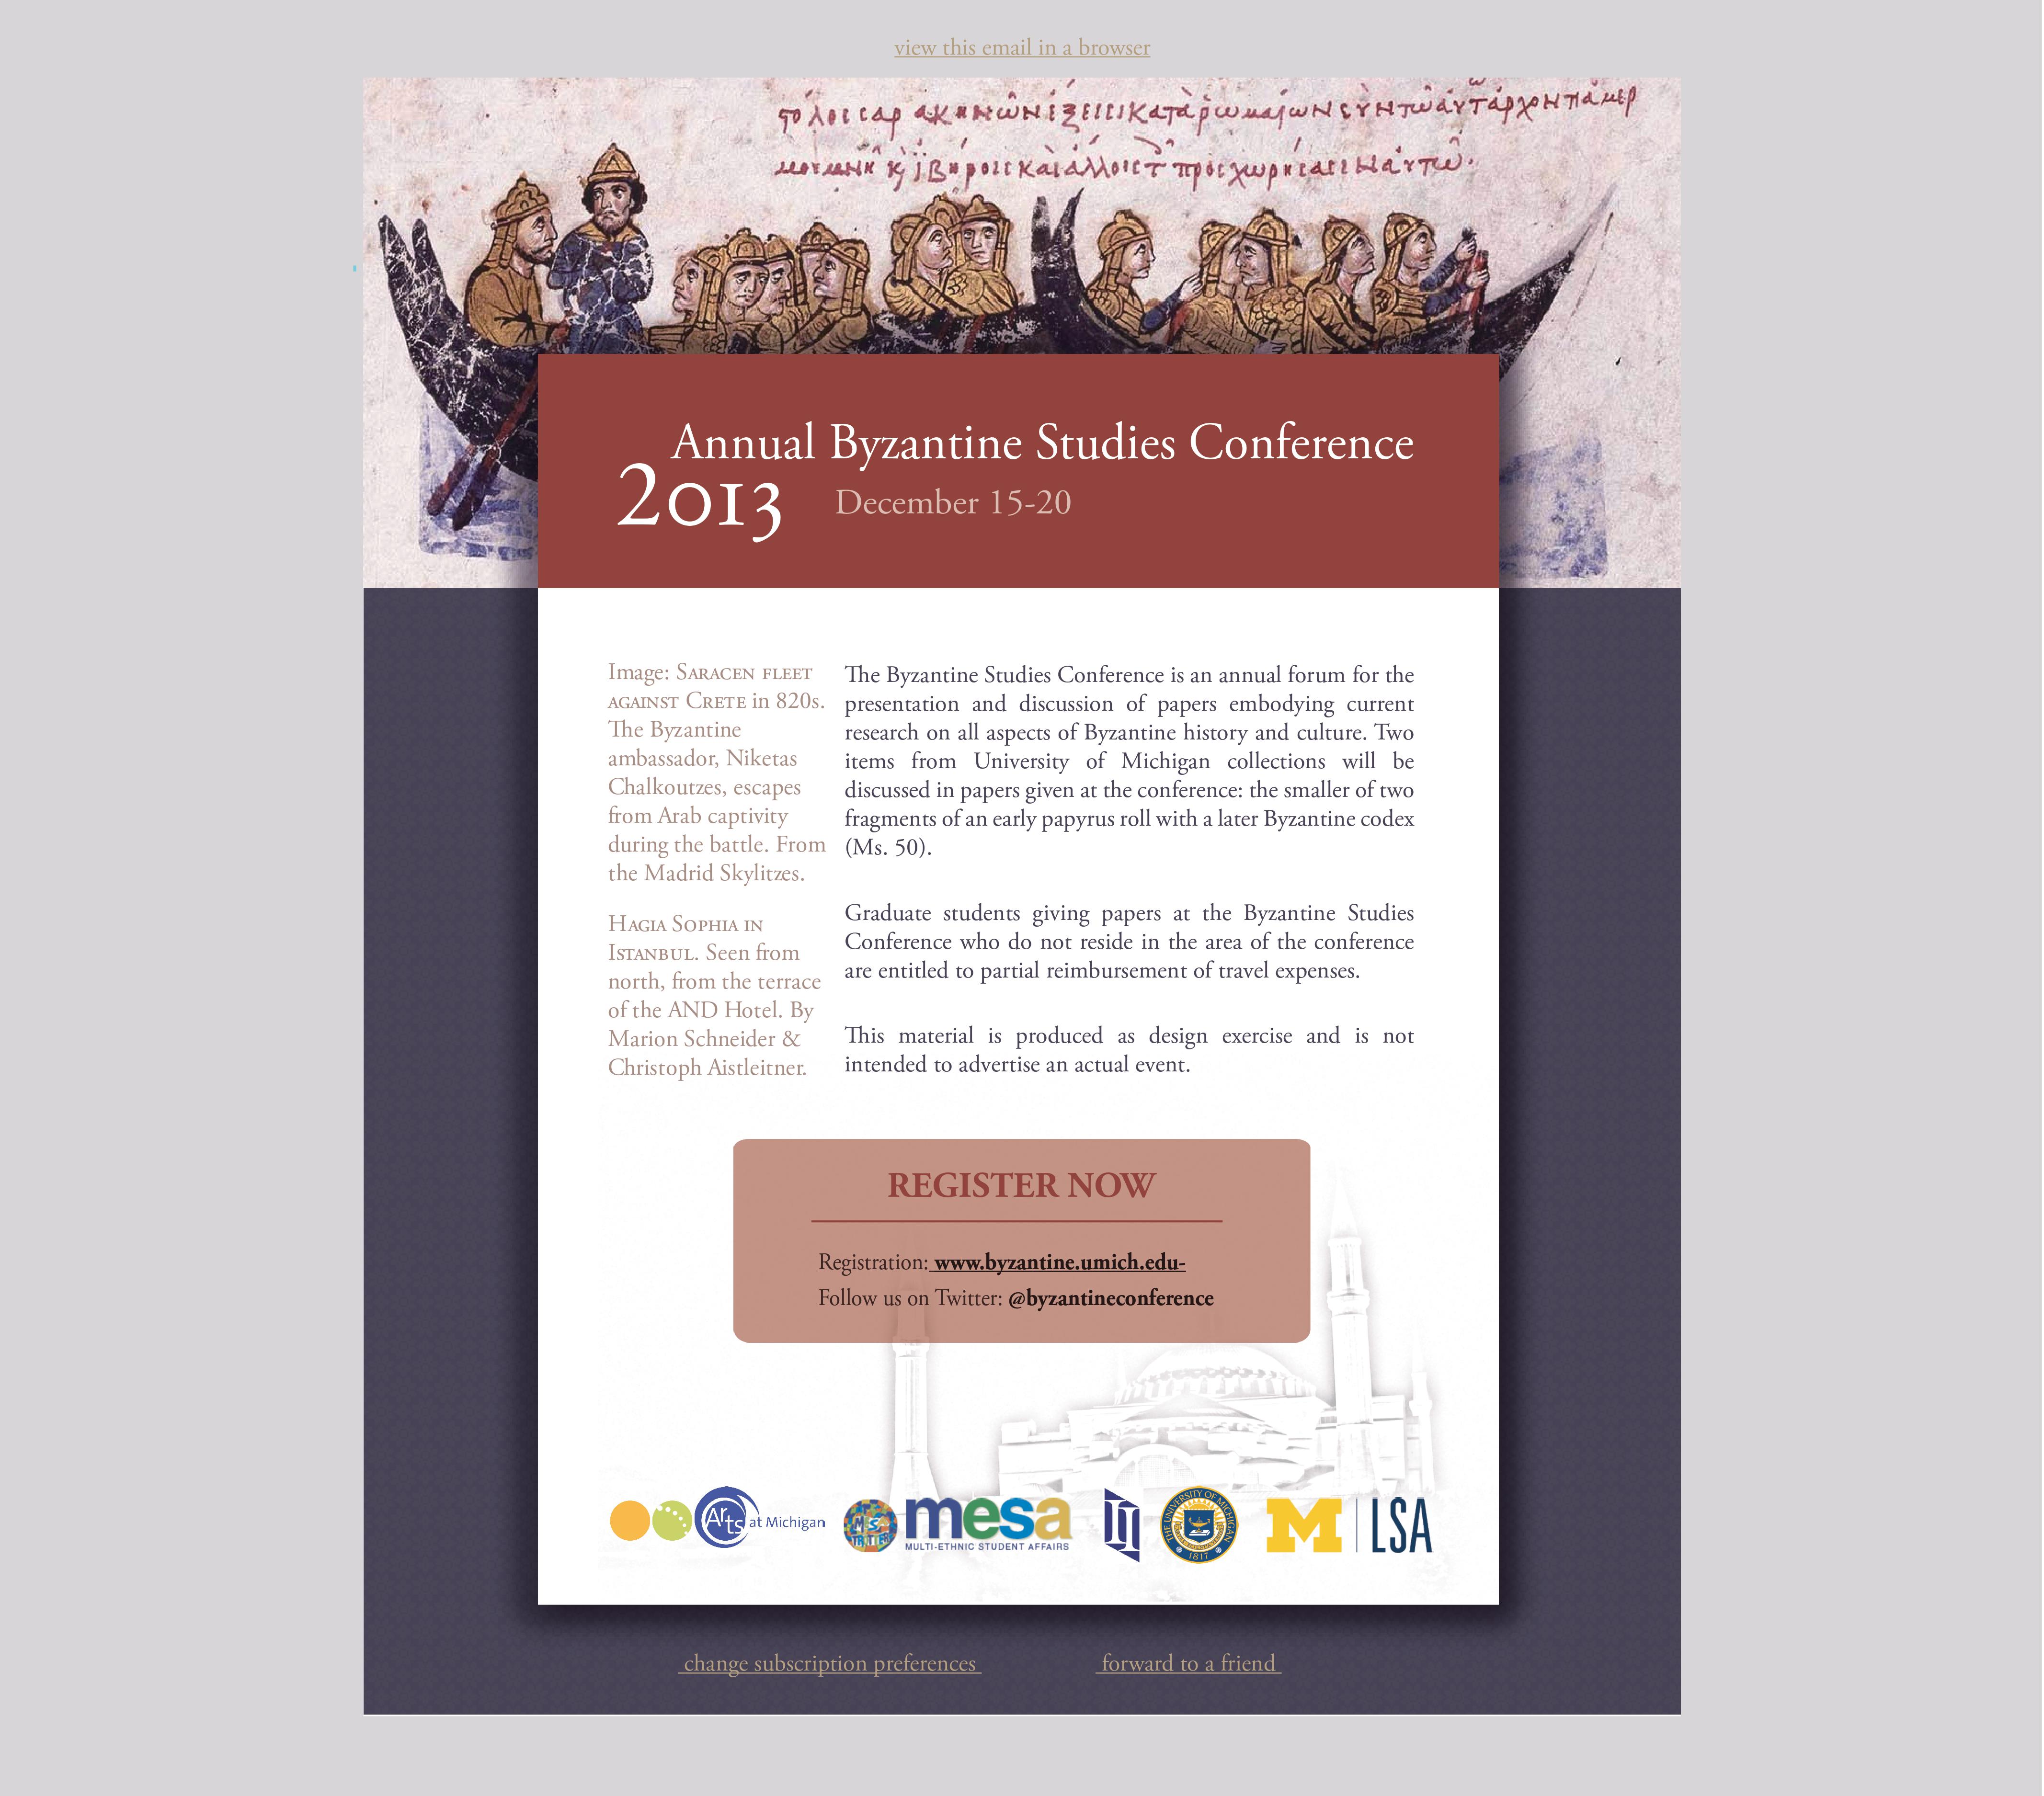 view this email in a browser
Annual Byzantine Studies Conference
2013
December 15-20
Image: Saracen fleet
against Crete in 820s.
The Byzantine
ambassador, Niketas
Chalkoutzes, escapes
from Arab captivity
during the battle. From
the Madrid Skylitzes.
Hagia Sophia in
Istanbul. Seen from
north, from the terrace
of the AND Hotel. By
Marion Schneider &
Christoph Aistleitner.
The Byzantine Studies Conference is an annual forum for the
presentation and discussion of papers embodying current
research on all aspects of Byzantine history and culture. Two
items from University of Michigan collections will be
discussed in papers given at the conference: the smaller of two
fragments of an early papyrus roll with a later Byzantine codex
(Ms. 50).
Graduate students giving papers at the Byzantine Studies
Conference who do not reside in the area of the conference
are entitled to partial reimbursement of travel expenses.
This material is produced as design exercise and is not
intended to advertise an actual event.
REGISTER NOW
Registration: www.byzantine.umich.edu-
Follow us on Twitter: @byzantineconference
Arts at Michigan
mesa
MULTI-ETHNIC STUDENT AFFAIRS
THE UNIVERSITY OF MICHIGAN
1817
M LSA
change subscription preferences
forward to a friend